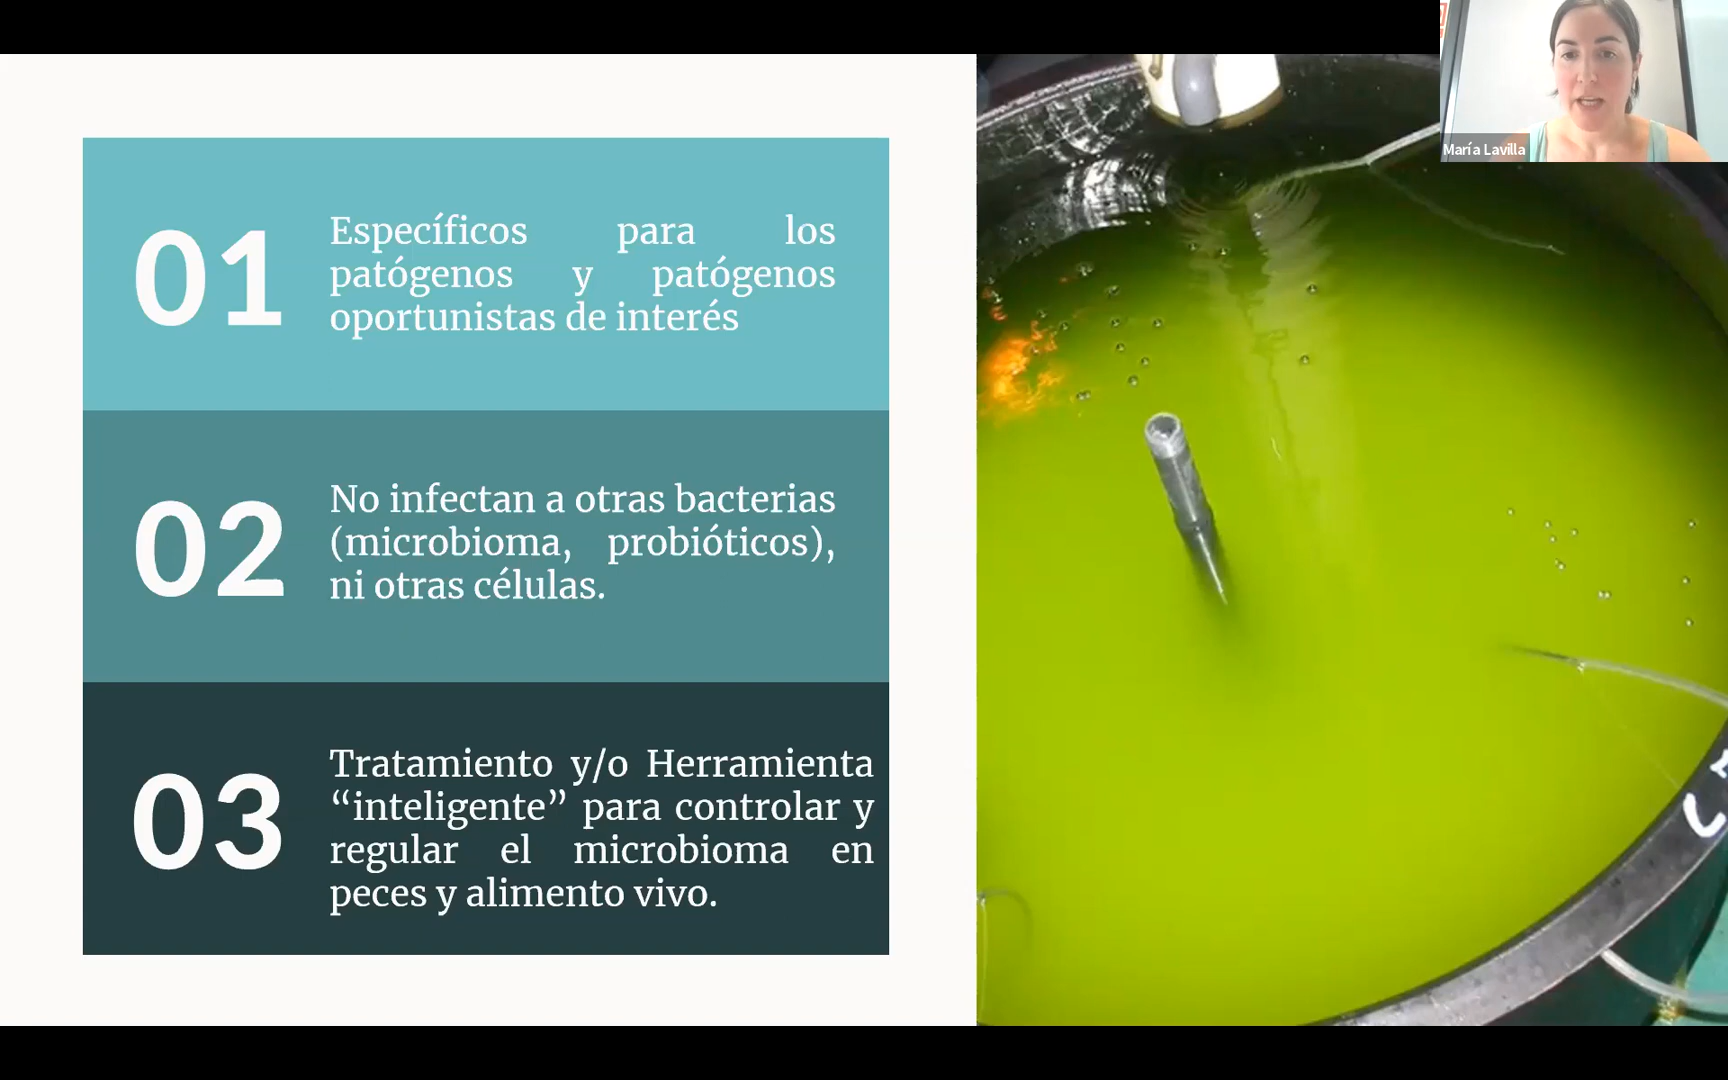 María Lavilla
01
Específicos para los
patógenos y patógenos
oportunistas de interés
02
No infectan a otras bacterias
(microbioma, probióticos),
ni otras células.
03
Tratamiento y/o Herramienta
“inteligente” para controlar y
regular el microbioma en
peces y alimento vivo.